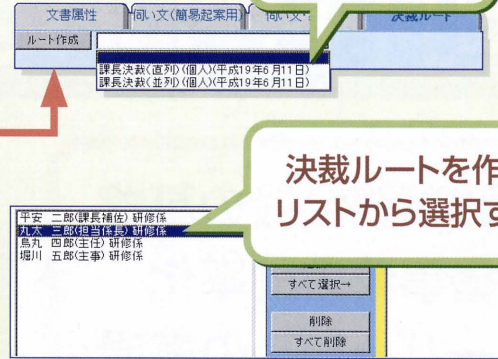 文書属性
伺い文(簡易起案用)
伺い文
決裁ルート
ルート作成
課長決裁(直列)(個人)(平成19年6月11日)
課長決裁(並列)(個人)(平成19年6月11日)
決裁ルートを作
リストから選択す
平安 二郎(課長補佐) 研修係
丸太 三郎(担当係長) 研修係
烏丸 四郎(主任) 研修係
堀川 五郎(主事) 研修係
すべて選択→
削除
すべて削除